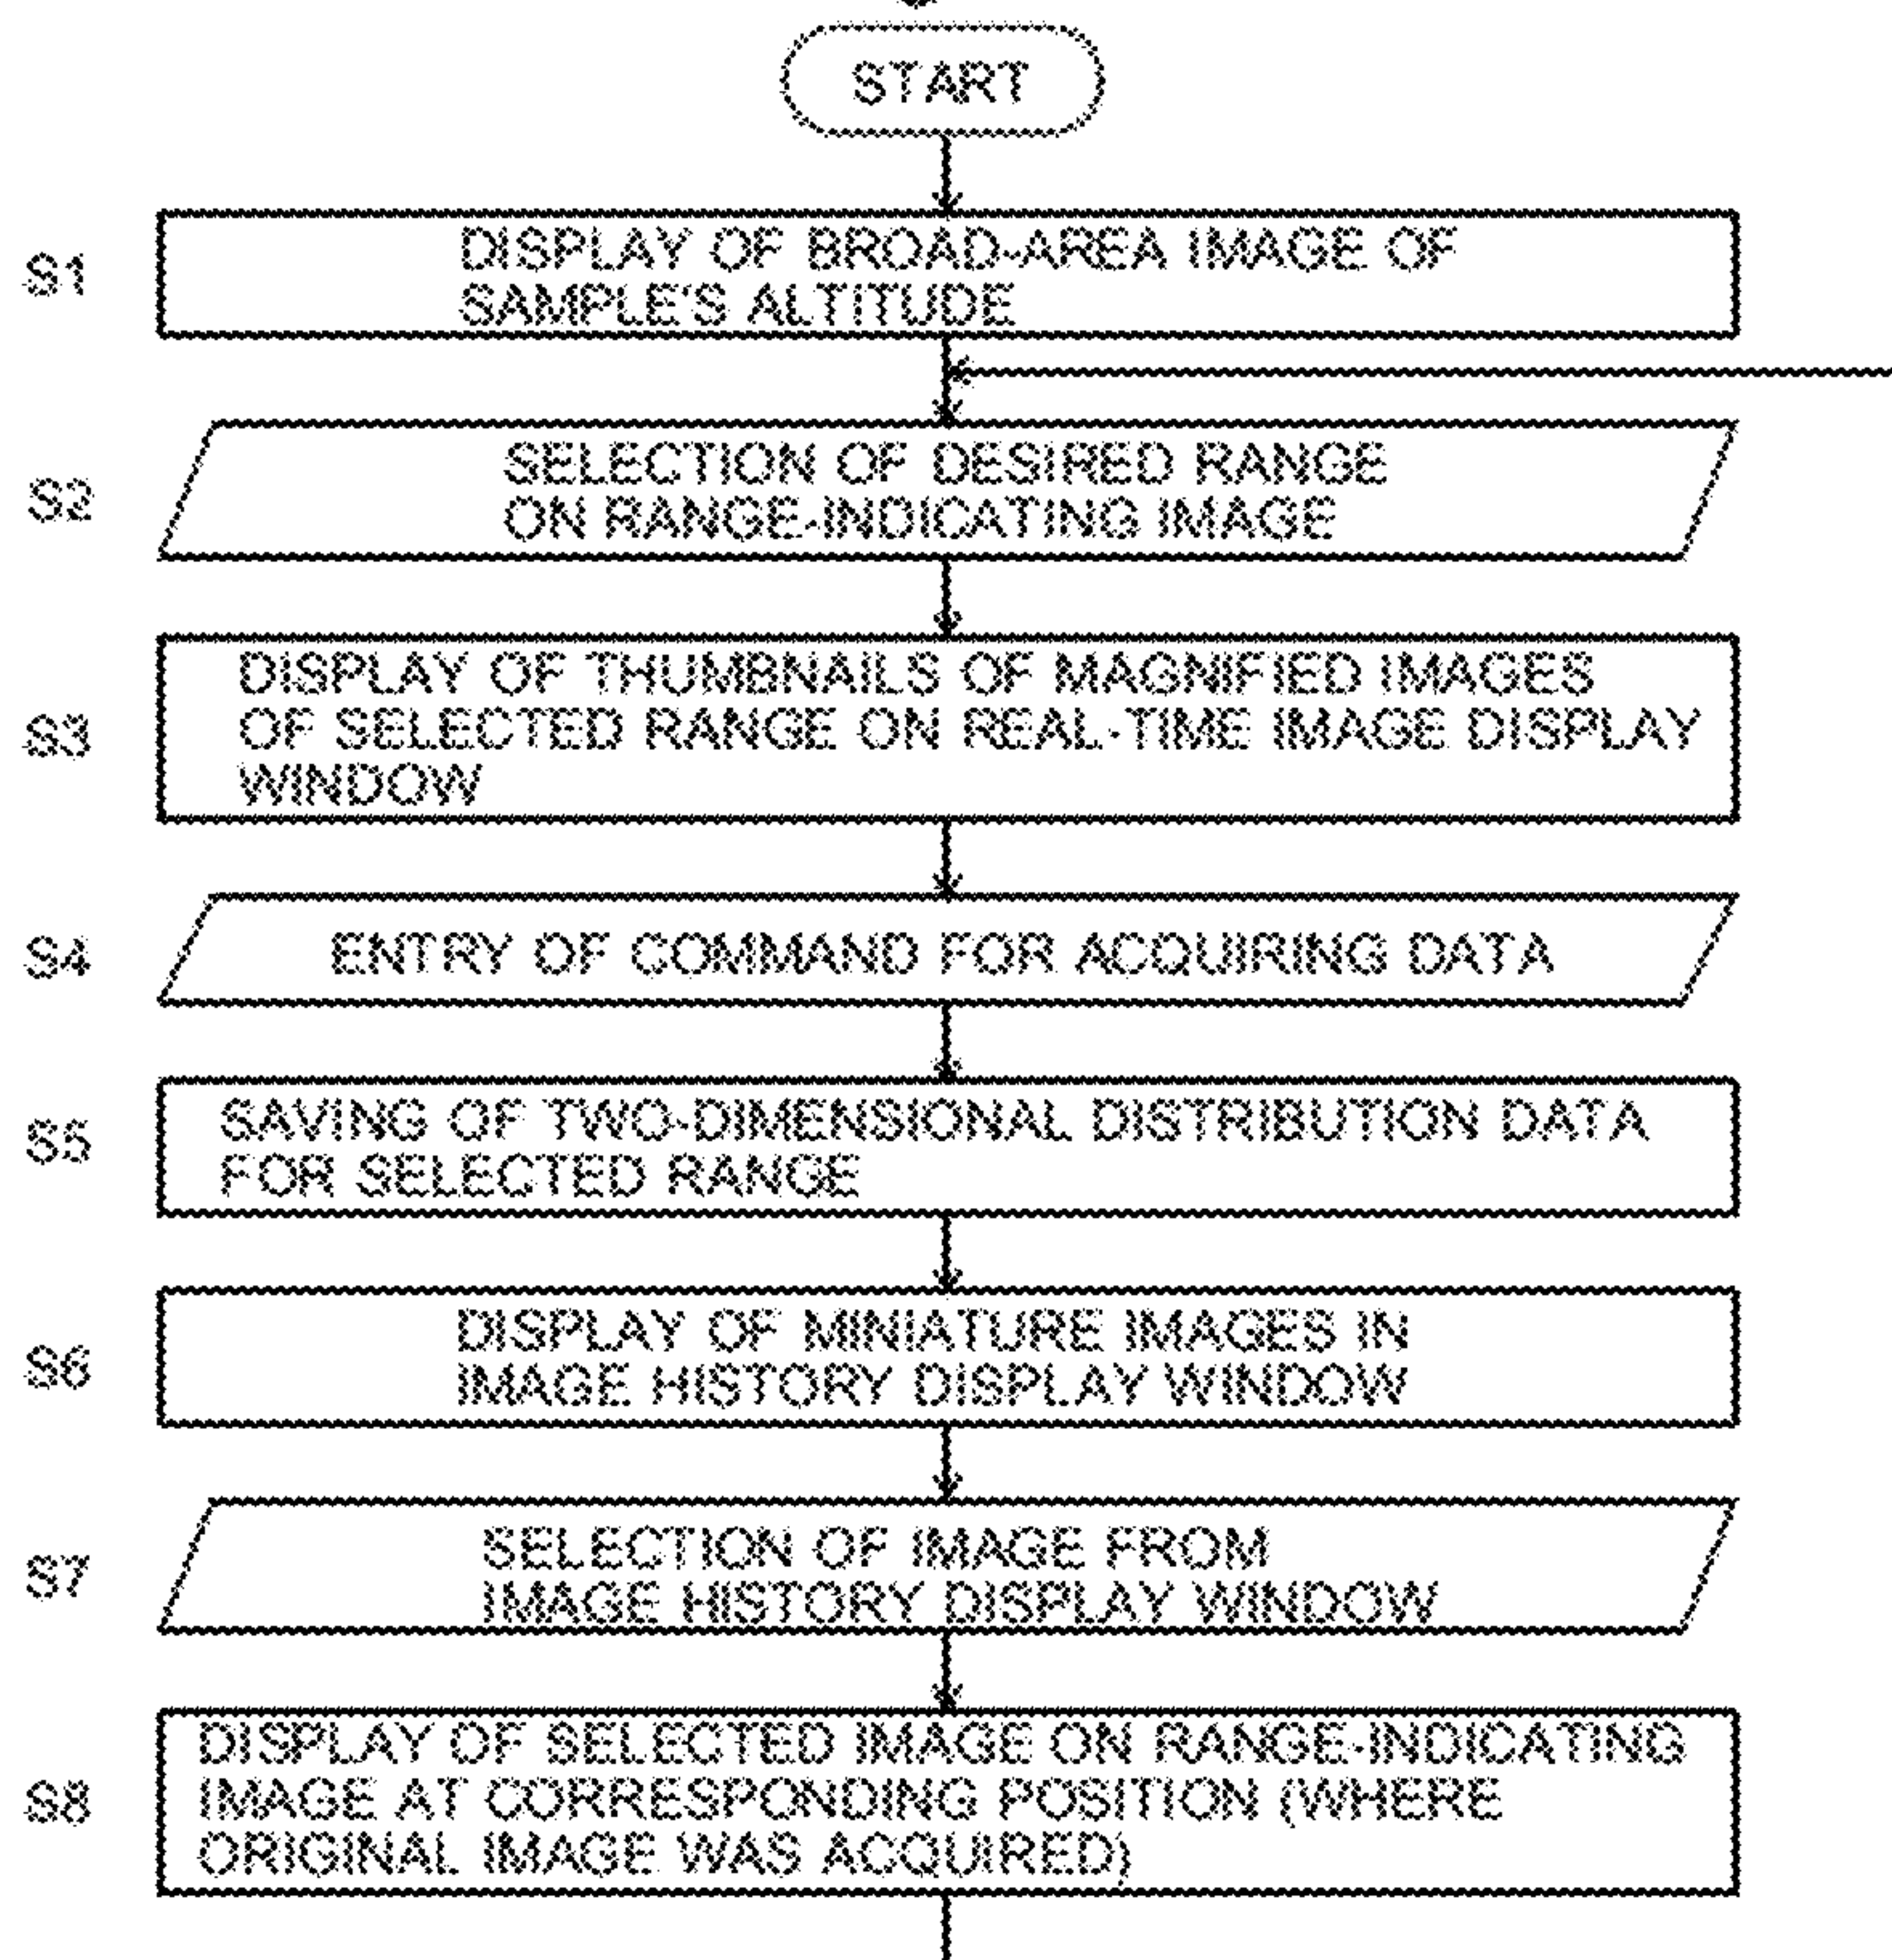 START
S1
DISPLAY OF BROAD-AREA IMAGE OF
SAMPLE'S ALTITUDE
S2
SELECTION OF DESIRED RANGE
ON RANGE-INDICATING IMAGE
S3
DISPLAY OF THUMBNAILS OF MAGNIFIED IMAGES
OF SELECTED RANGE ON REAL-TIME IMAGE DISPLAY
WINDOW
S4
ENTRY OF COMMAND FOR ACQUIRING DATA
S5
SAVING OF TWO-DIMENSIONAL DISTRIBUTION DATA
FOR SELECTED RANGE
S6
DISPLAY OF MINIATURE IMAGES IN
IMAGE HISTORY DISPLAY WINDOW
S7
SELECTION OF IMAGE FROM
IMAGE HISTORY DISPLAY WINDOW
S8
DISPLAY OF SELECTED IMAGE ON RANGE-INDICATING
IMAGE AT CORRESPONDING POSITION (WHERE
ORIGINAL IMAGE WAS ACQUIRED)